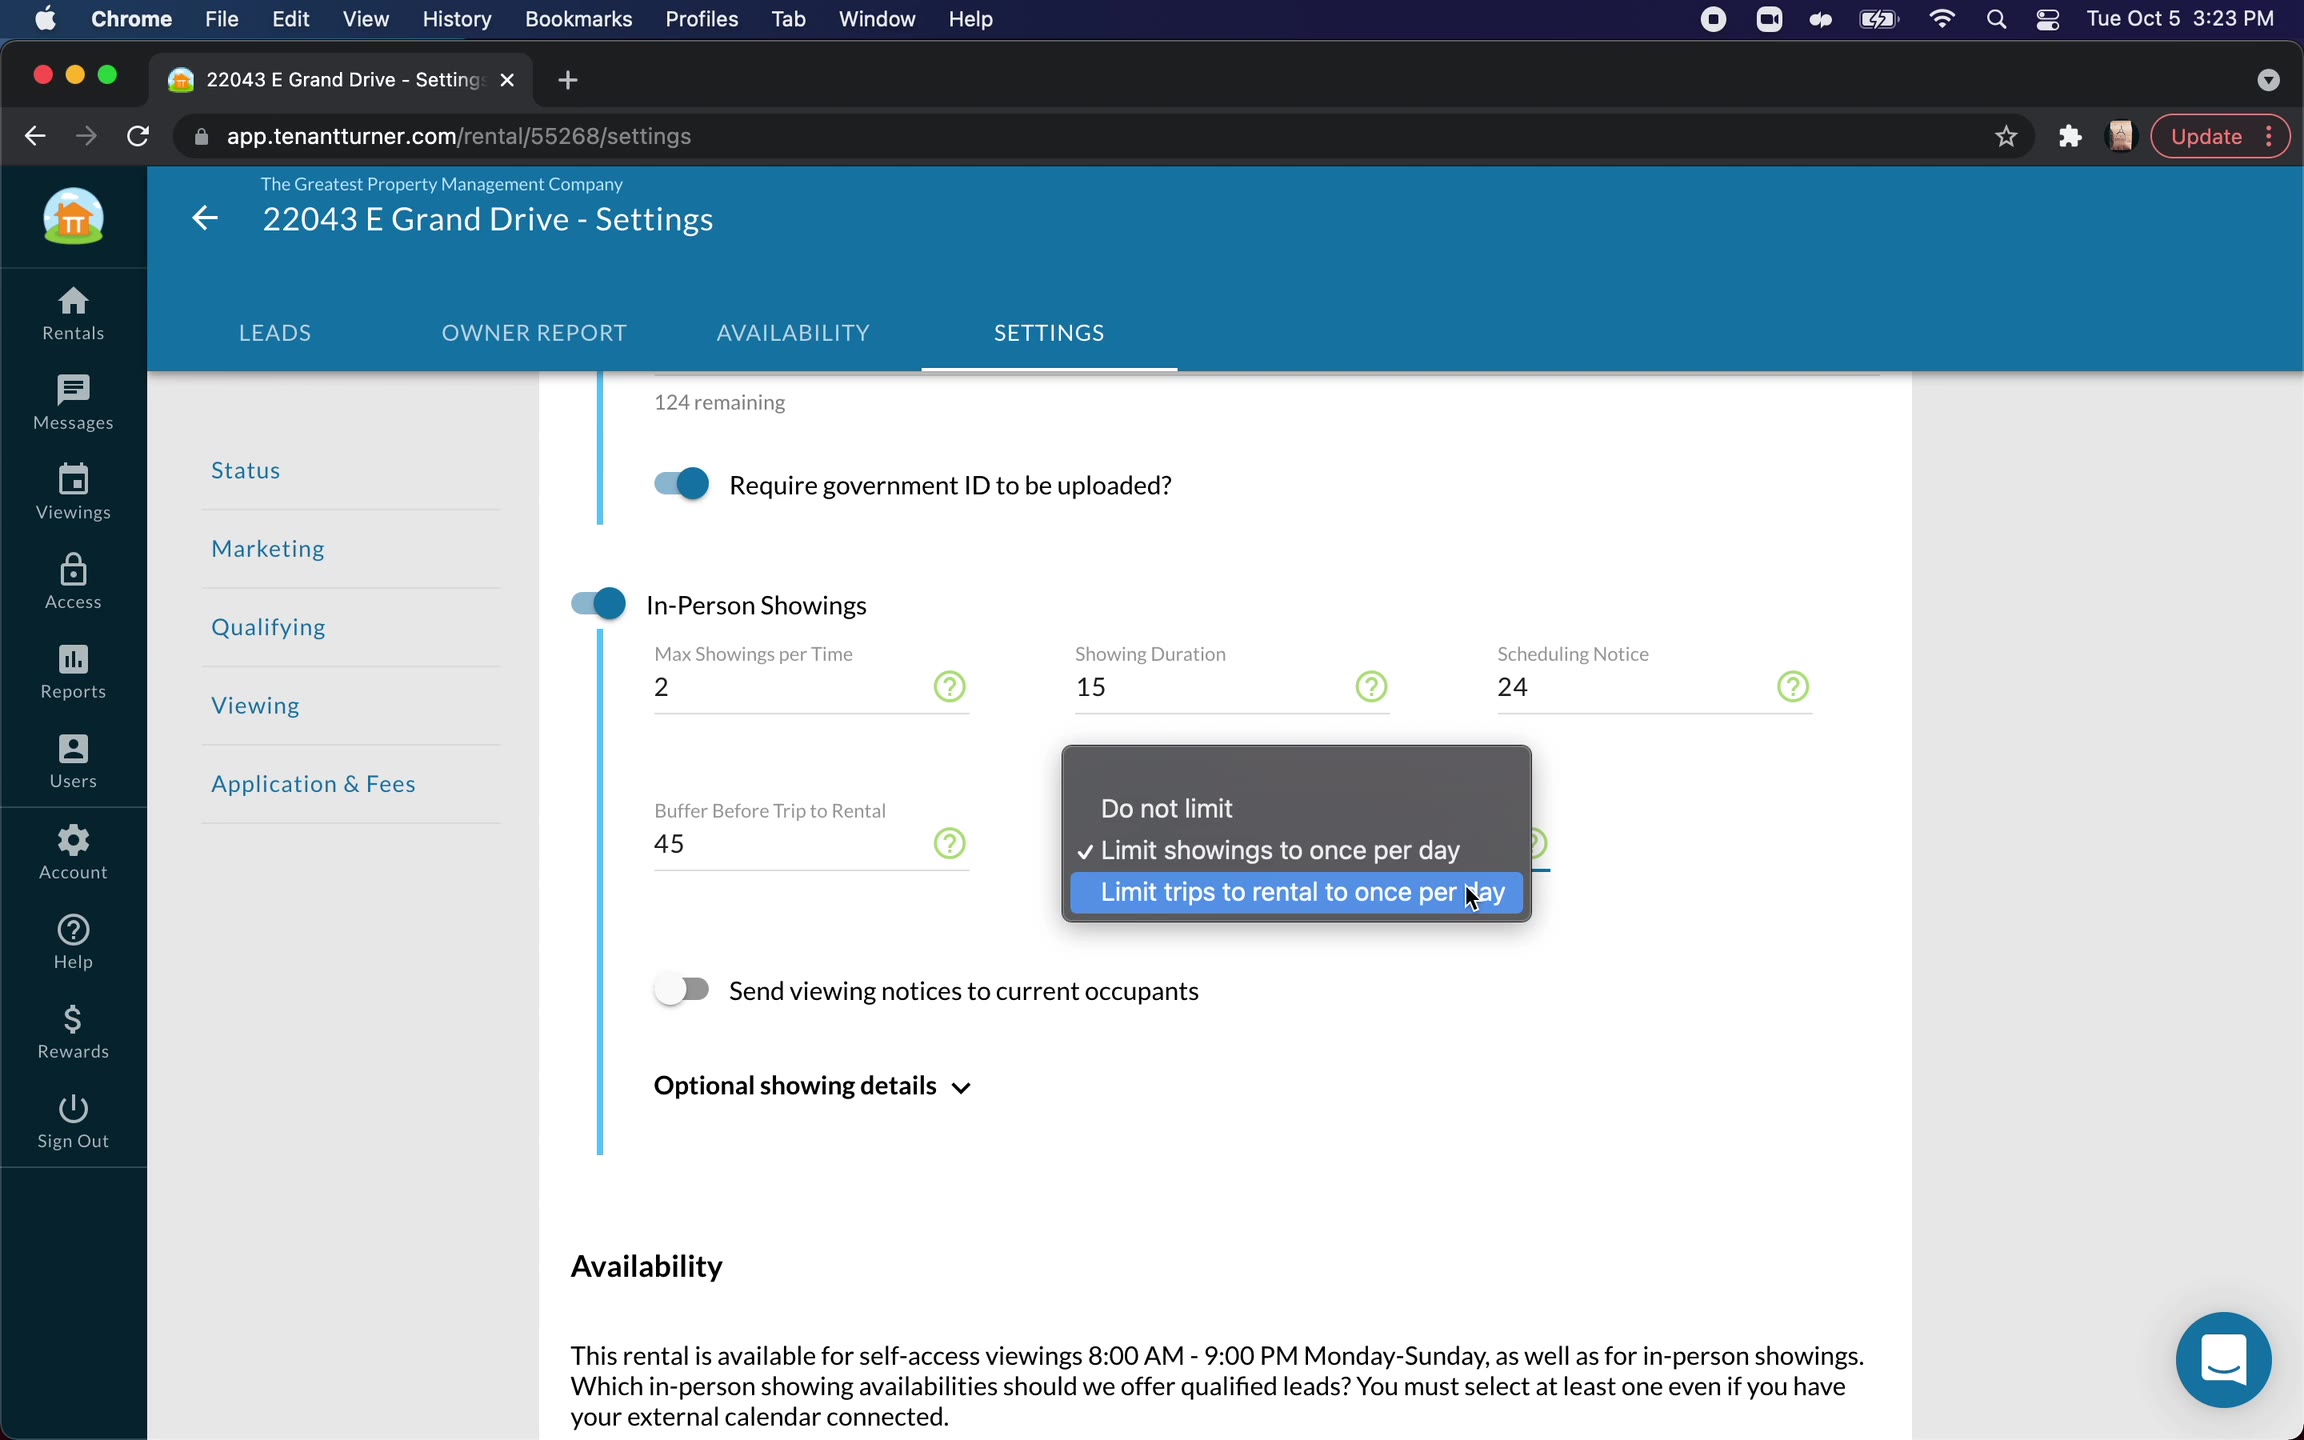 Chrome File Edit View History Bookmarks Profiles Tab Window Help Tue Oct 5 3:23 PM
22043 E Grand Drive - Settings
app.tenantturner.com/rental/55268/settings
Update
The Greatest Property Management Company
22043 E Grand Drive - Settings
LEADS OWNER REPORT AVAILABILITY SETTINGS
Rentals
Messages
Viewings
Access
Reports
Users
Account
Help
Rewards
Sign Out
Status
Marketing
Qualifying
Viewing
Application & Fees
124 remaining
Require government ID to be uploaded?
In-Person Showings
Max Showings per Time Showing Duration Scheduling Notice
2 15 24
Buffer Before Trip to Rental
45
Do not limit
Limit showings to once per day
Limit trips to rental to once per day
Send viewing notices to current occupants
Optional showing details
Availability
This rental is available for self-access viewings 8:00 AM - 9:00 PM Monday-Sunday, as well as for in-person showings.
Which in-person showing availabilities should we offer qualified leads? You must select at least one even if you have
your external calendar connected.